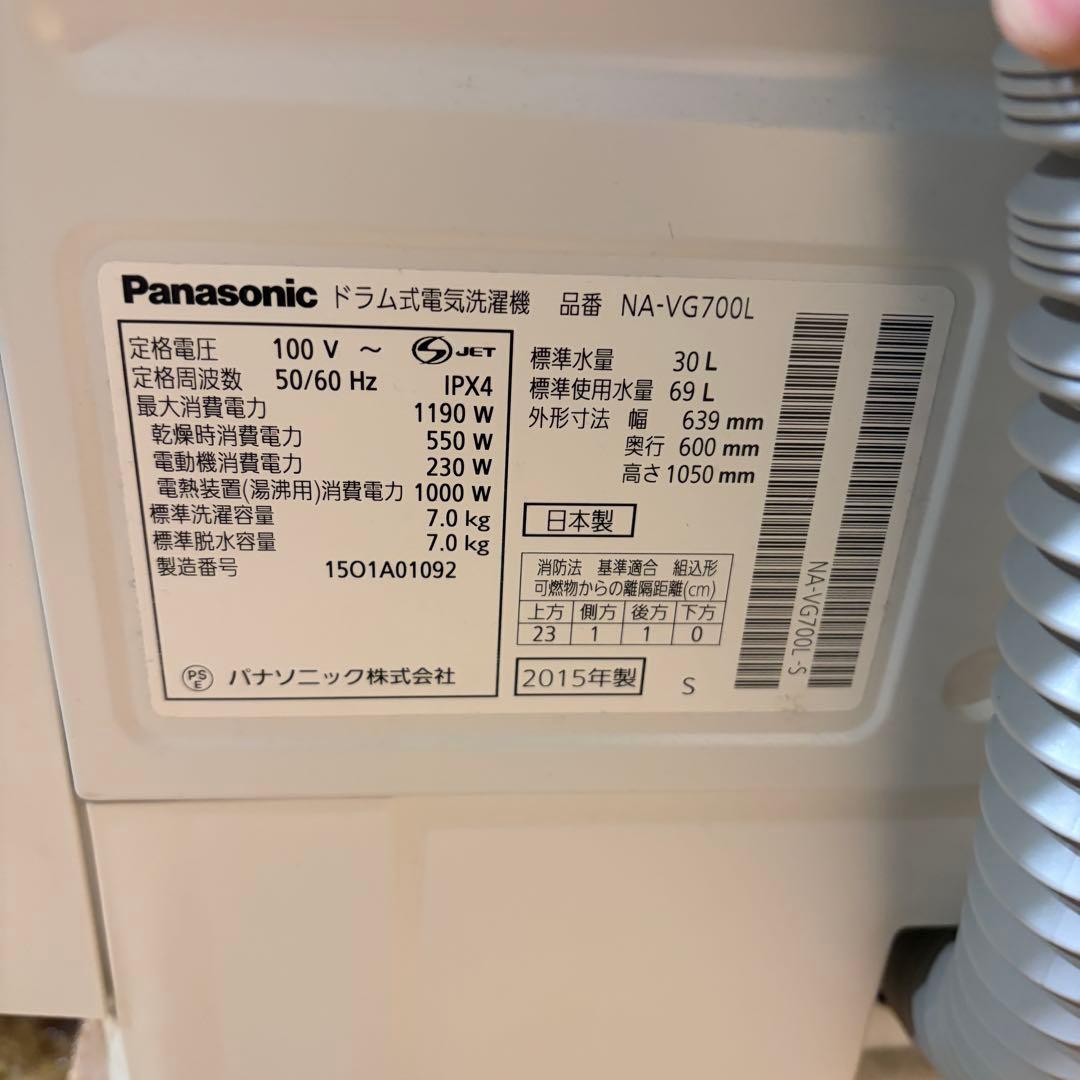 Panasonic ドラム式電気洗濯機 品番 NA-VG700L
定格電圧 100 V ～ S JET
定格周波数 50/60 Hz IPX4
最大消費電力 1190 W
乾燥時消費電力 550 W
電動機消費電力 230 W
電熱装置(湯沸用)消費電力 1000 W
標準洗濯容量 7.0 kg
標準脱水容量 7.0 kg
製造番号 15O1A01092
PS
E パナソニック株式会社
標準水量 30 L
標準使用水量 69 L
外形寸法 幅 639 mm
奥行 600 mm
高さ 1050 mm
日本製
消防法 基準適合 組込形
可燃物からの離隔距離(cm)
上方 側方 後方 下方
23 1 1 0
2015年製 S
NA-VG700L -S